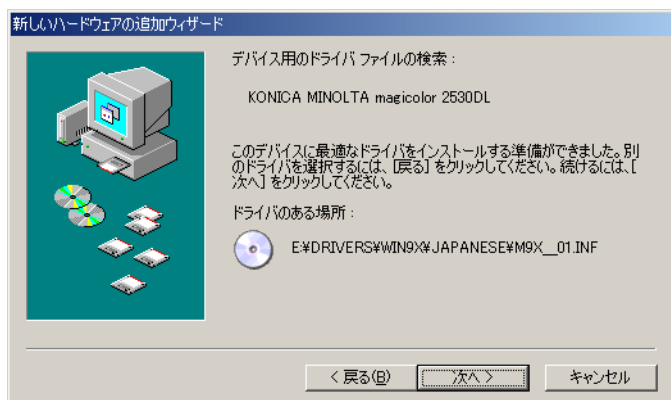 新しいハードウェアの追加ウィザード
デバイス用のドライバ ファイルの検索 :
KONICA MINOLTA magicolor 2530DL
このデバイスに最適なドライバをインストールする準備ができました。別
のドライバを選択するには、[戻る] をクリックしてください。続けるには、[
次へ] をクリックしてください。
ドライバのある場所 :
E:¥DRIVERS¥WIN9X¥JAPANESE¥M9X__01.INF
< 戻る(B)
次へ >
キャンセル